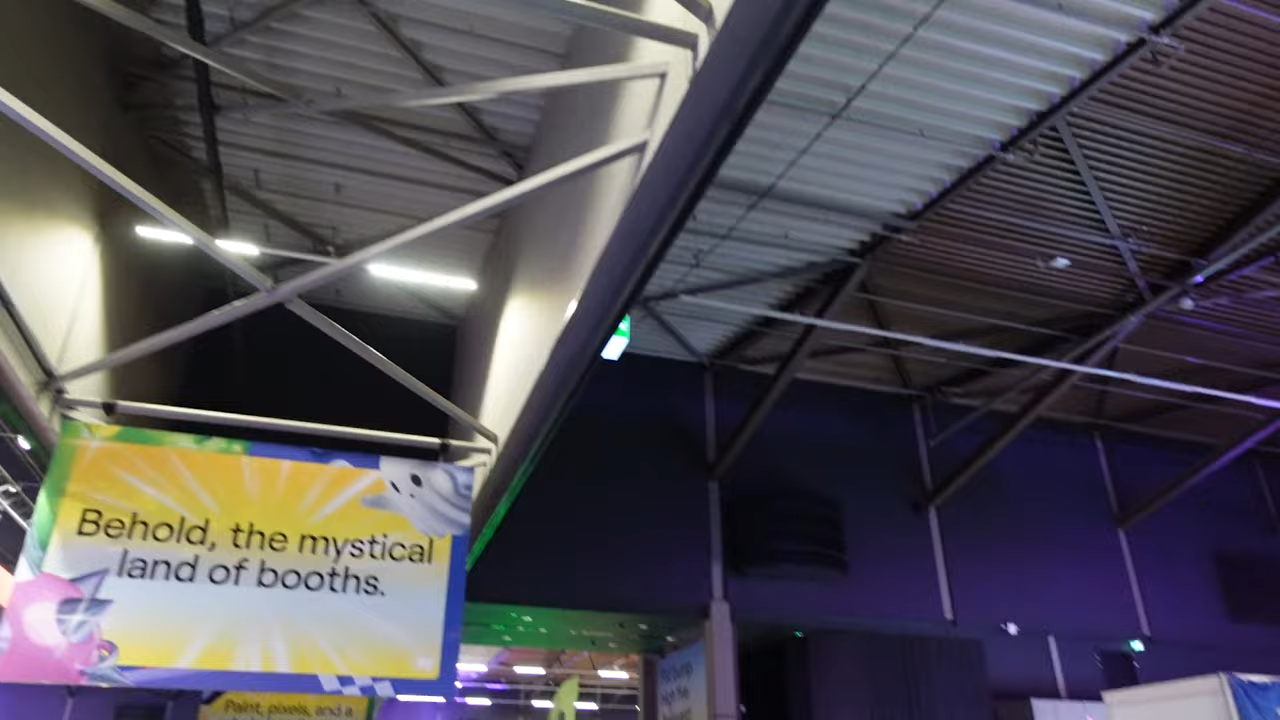 Behold, the mystical
land of booths.
Paint, pixels, and a